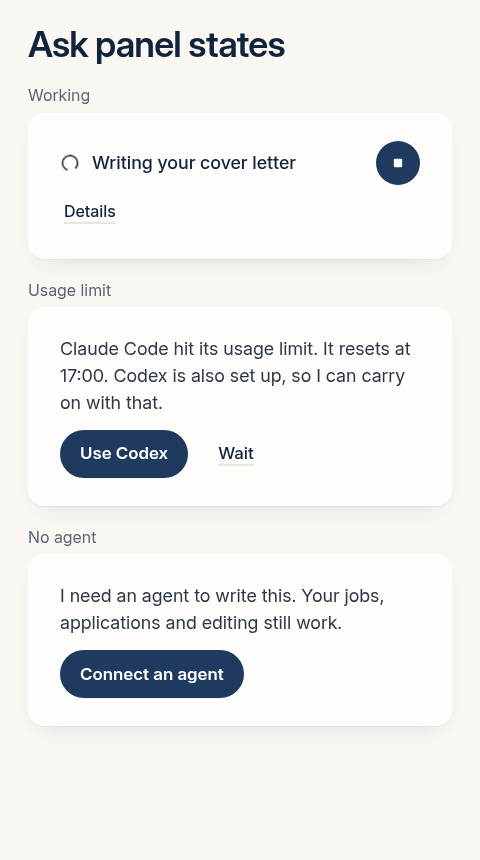 Ask panel states
Working
Writing your cover letter
Details
Usage limit
Claude Code hit its usage limit. It resets at
17:00. Codex is also set up, so I can carry
on with that.
Use Codex
Wait
No agent
I need an agent to write this. Your jobs,
applications and editing still work.
Connect an agent